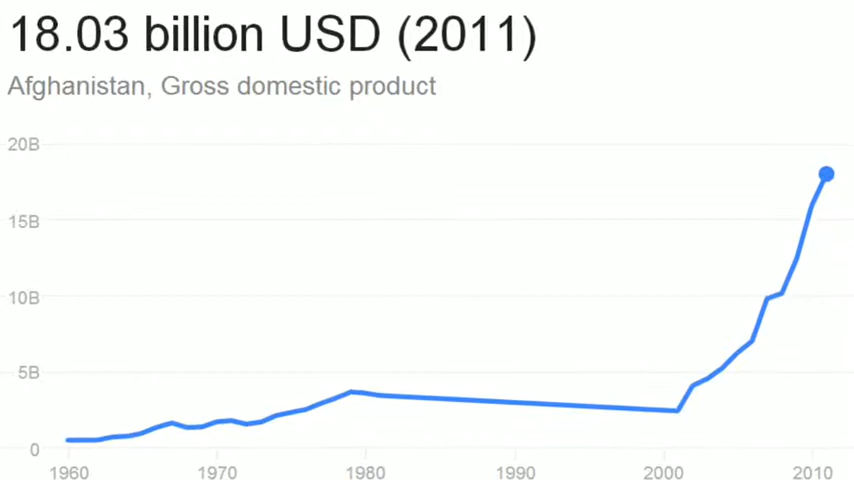 18.03 billion USD (2011)
Afghanistan, Gross domestic product
20B
15B
10B
5B
0
1960 1970 1980 1990 2000 2010